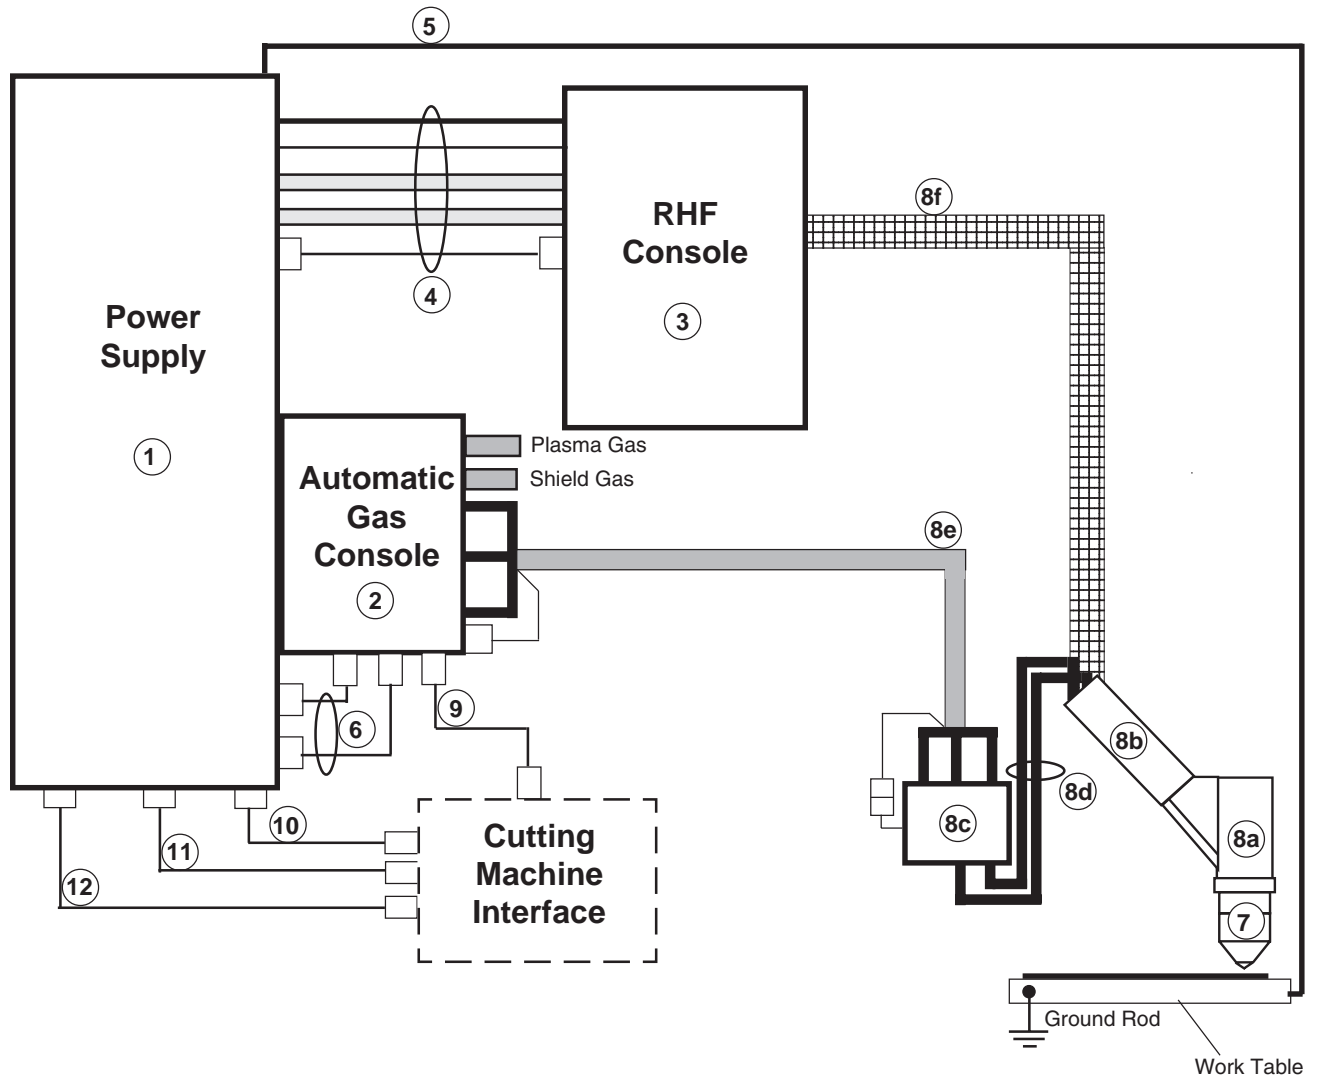 5
8f
RHF
Console
4
3
Power
Supply
1
Plasma Gas
Automatic
Gas
Console
Shield Gas
8e
2
9
6
8b
8d
10
Cutting
Machine
Interface
8c
8a
11
12
7
Ground Rod
Work Table